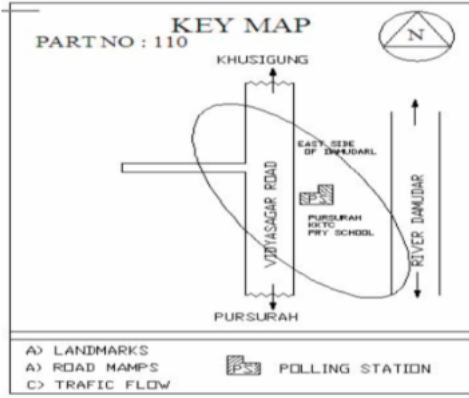 KEY MAP
PART NO : 110
N
KHUSIGUNG
EAST SIDE
OF DAMUDARL
VIDYASAGAR ROAD
PS
PURSURAH
KKTC
PRY SCHOOL
RIVER DAMUDAR
PURSURAH
A) LANDMARKS
A) ROAD MAMPS
C) TRAFIC FLOW
PS POLLING STATION